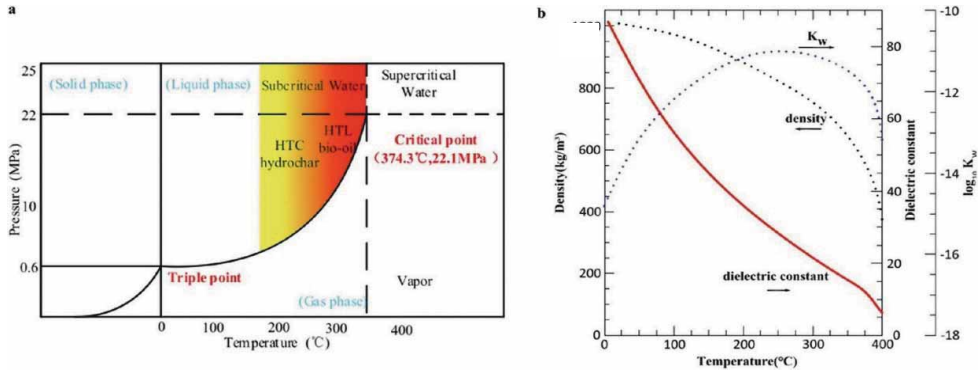 a
25
22
10
0.6
Pressure (MPa)
(Solid phase)
(Liquid phase)
Subcritical Water
Supercritical
Water
HTC
hydrochar
HTL
bio-oil
Critical point
(374.3℃,22.1MPa)
Triple point
Vapor
(Gas phase)
0
100
200
300
400
Temperature (℃)
b
800
600
400
200
0
Density(kg/m³)
Kw
density
dielectric constant
0
100
200
300
400
Temperature(°C)
80
60
40
20
0
Dielectric constant
-10
-12
-14
-16
-18
log₁₀ Kw